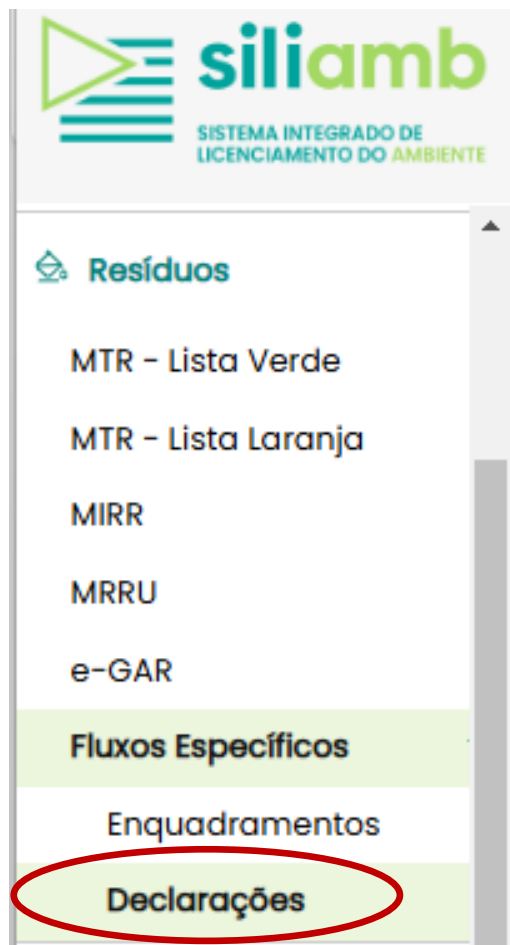 siliamb
SISTEMA INTEGRADO DE
LICENCIAMENTO DO AMBIENTE
Resíduos
MTR - Lista Verde
MTR - Lista Laranja
MIRR
MRRU
e-GAR
Fluxos Específicos
Enquadramentos
Declarações